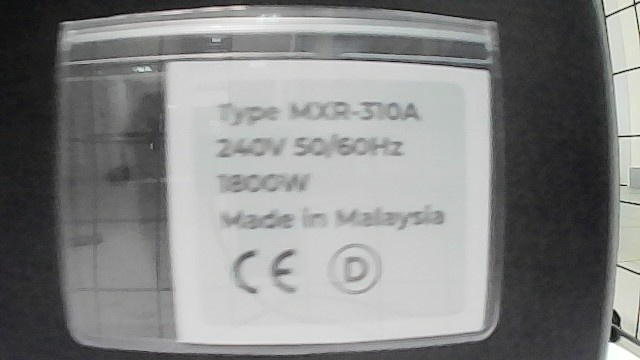 Type MXR-310A
240V 50/60Hz
1800W
Made in Malaysia
CE D